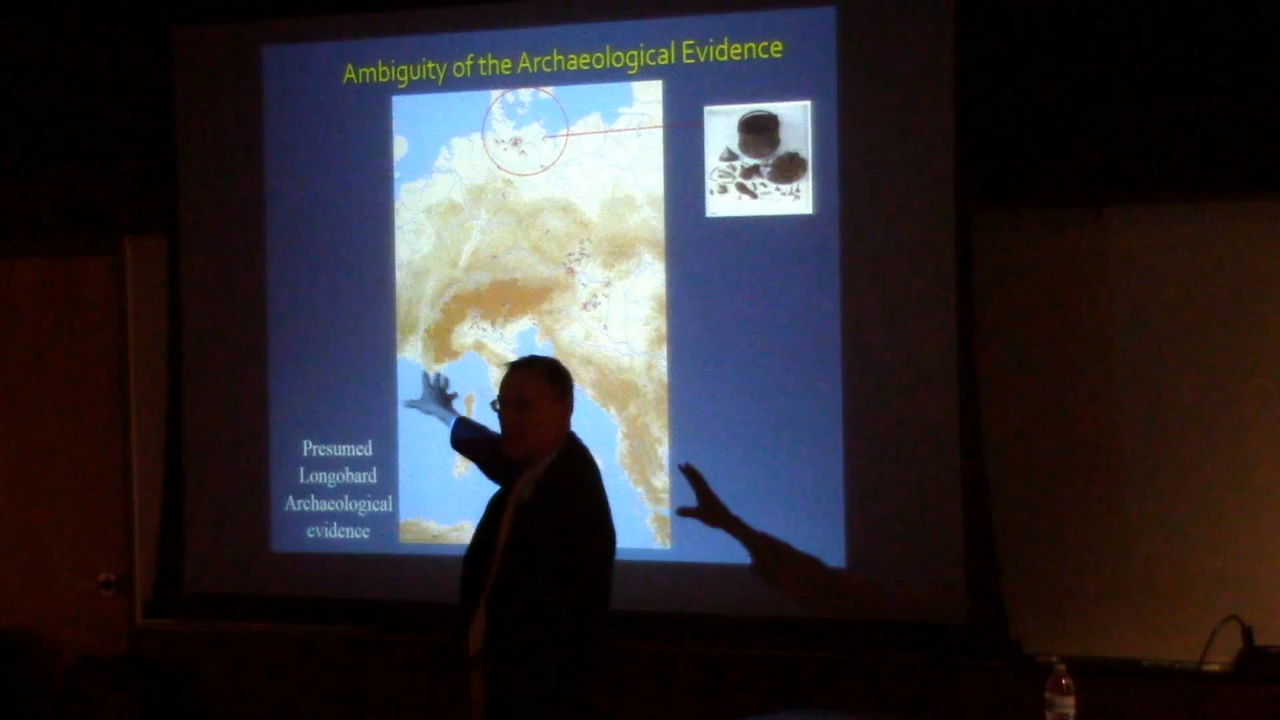 Ambiguity of the Archaeological Evidence
Presumed
Longobard
Archaeological
evidence